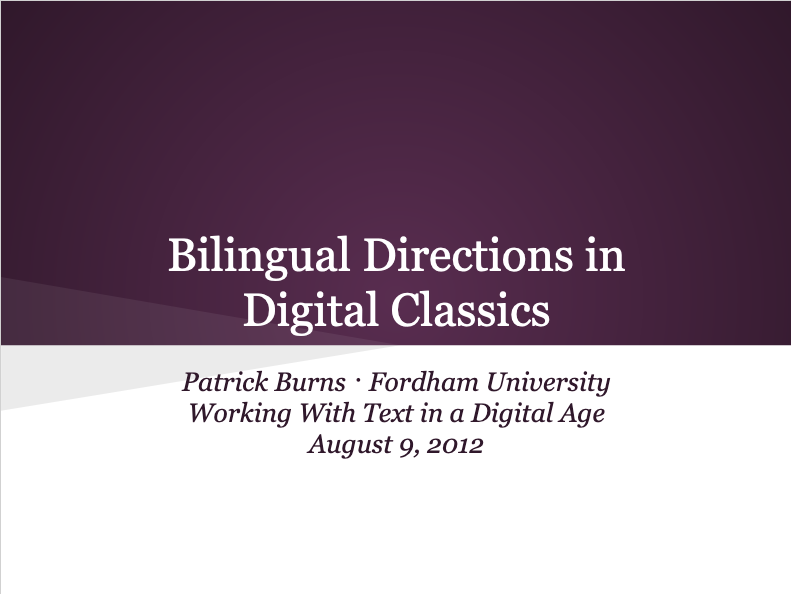 Bilingual Directions in
Digital Classics
Patrick Burns · Fordham University
Working With Text in a Digital Age
August 9, 2012